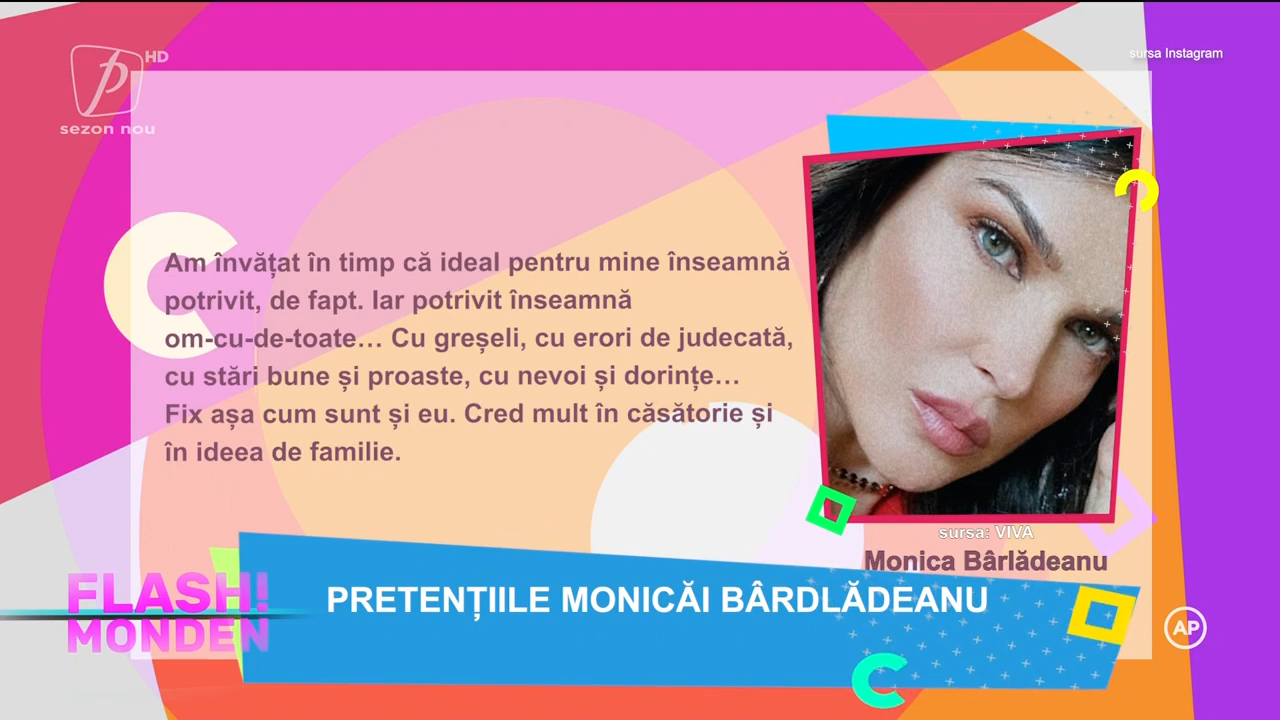 HD
sezon nou
sursa Instagram
Am învățat în timp că ideal pentru mine înseamnă
potrivit, de fapt. Iar potrivit înseamnă
om-cu-de-toate… Cu greșeli, cu erori de judecată,
cu stări bune și proaste, cu nevoi și dorințe…
Fix așa cum sunt și eu. Cred mult în căsătorie și
în ideea de familie.
sursa: VIVA
Monica Bârlădeanu
FLASH!
MONDEN
PRETENȚIILE MONICĂI BÂRDLĂDEANU
AP